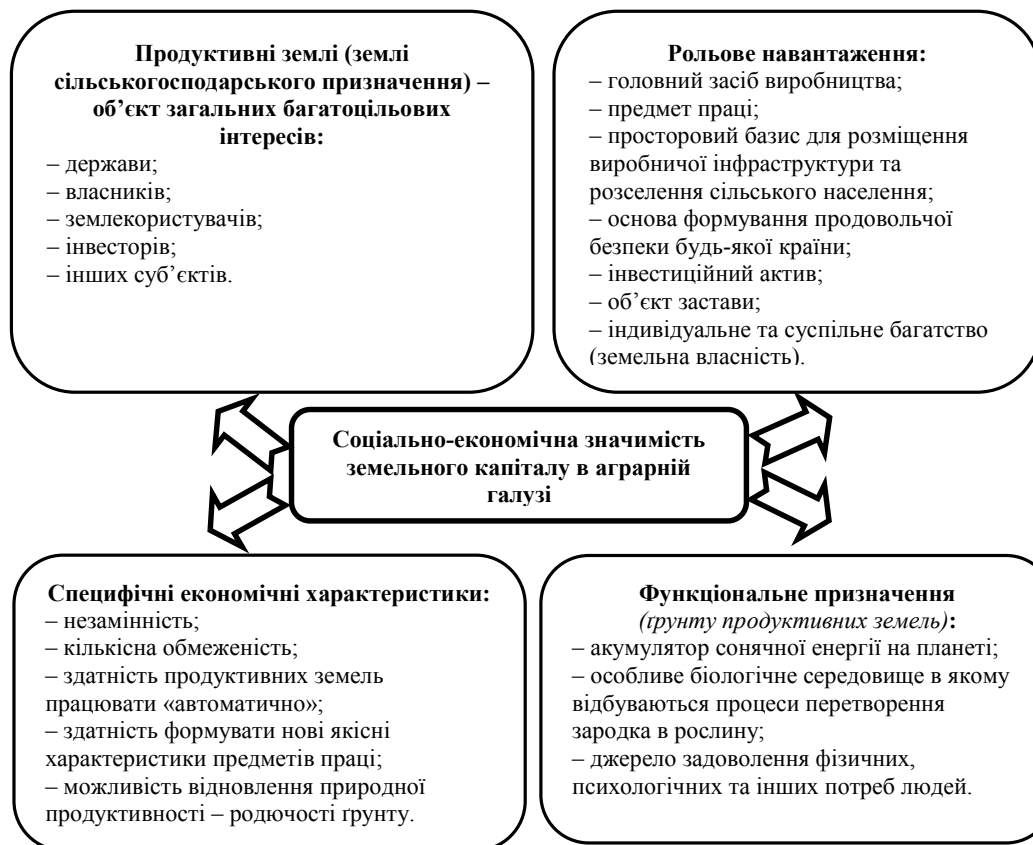 Продуктивні землі (землі
сільськогосподарського призначення) –
об’єкт загальних багатоцільових
інтересів:
– держави;
– власників;
– землекористувачів;
– інвесторів;
– інших суб’єктів.
Рольове навантаження:
– головний засіб виробництва;
– предмет праці;
– просторовий базис для розміщення
виробничої інфраструктури та
розселення сільського населення;
– основа формування продовольчої
безпеки будь-якої країни;
– інвестиційний актив;
– об’єкт застави;
– індивідуальне та суспільне багатство
(земельна власність).
Соціально-економічна значимість
земельного капіталу в аграрній
галузі
Специфічні економічні характеристики:
– незамінність;
– кількісна обмеженість;
– здатність продуктивних земель
працювати «автоматично»;
– здатність формувати нові якісні
характеристики предметів праці;
– можливість відновлення природної
продуктивності – родючості ґрунту.
Функціональне призначення
(ґрунту продуктивних земель):
– акумулятор сонячної енергії на планеті;
– особливе біологічне середовище в якому
відбуваються процеси перетворення
зародка в рослину;
– джерело задоволення фізичних,
психологічних та інших потреб людей.